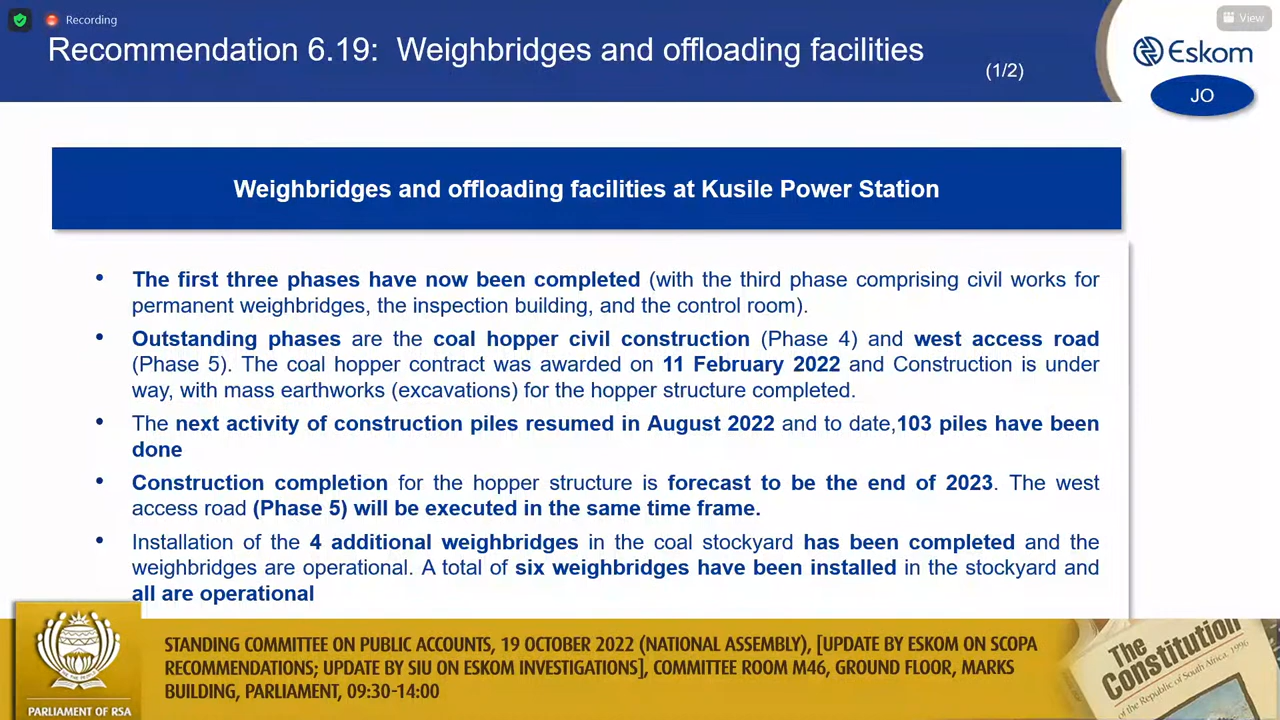 Recording
View
Recommendation 6.19: Weighbridges and offloading facilities
(1/2)
Eskom
JO
Weighbridges and offloading facilities at Kusile Power Station
• The first three phases have now been completed (with the third phase comprising civil works for
permanent weighbridges, the inspection building, and the control room).
• Outstanding phases are the coal hopper civil construction (Phase 4) and west access road
(Phase 5). The coal hopper contract was awarded on 11 February 2022 and Construction is under
way, with mass earthworks (excavations) for the hopper structure completed.
• The next activity of construction piles resumed in August 2022 and to date,103 piles have been
done
• Construction completion for the hopper structure is forecast to be the end of 2023. The west
access road (Phase 5) will be executed in the same time frame.
• Installation of the 4 additional weighbridges in the coal stockyard has been completed and the
weighbridges are operational. A total of six weighbridges have been installed in the stockyard and
all are operational
STANDING COMMITTEE ON PUBLIC ACCOUNTS, 19 OCTOBER 2022 (NATIONAL ASSEMBLY), [UPDATE BY ESKOM ON SCOPA
RECOMMENDATIONS; UPDATE BY SIU ON ESKOM INVESTIGATIONS], COMMITTEE ROOM M46, GROUND FLOOR, MARKS
BUILDING, PARLIAMENT, 09:30-14:00
PARLIAMENT OF RSA
The
Constitution
of the Republic of South Africa, 1996